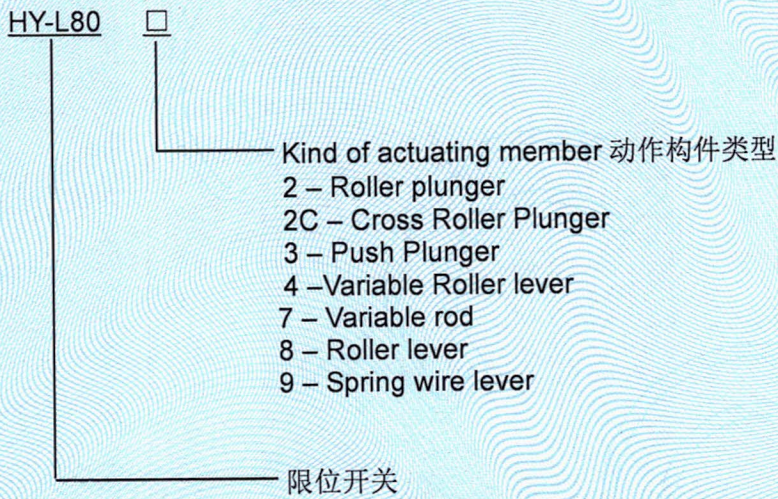 HY-L80 □
Kind of actuating member 动作构件类型
2 – Roller plunger
2C – Cross Roller Plunger
3 – Push Plunger
4 –Variable Roller lever
7 – Variable rod
8 – Roller lever
9 – Spring wire lever
限位开关